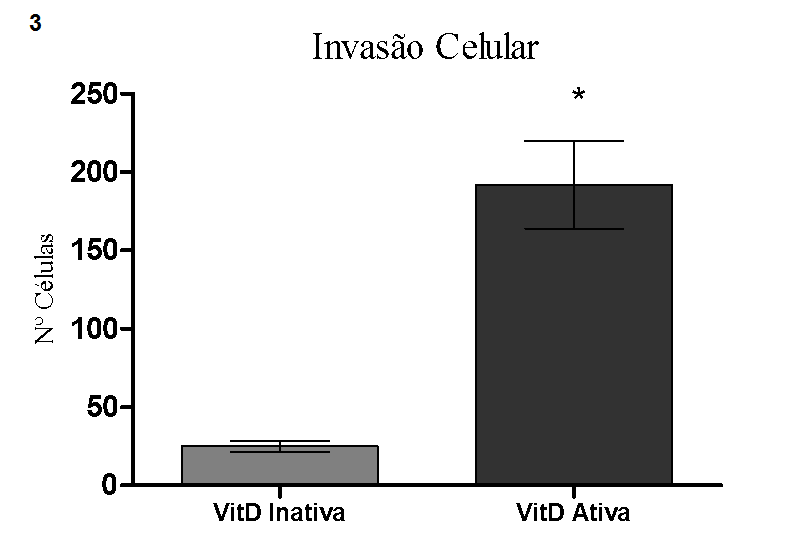 3
Invasão Celular
*
250
200
150
100
50
0
Nº Células
VitD Inativa
VitD Ativa